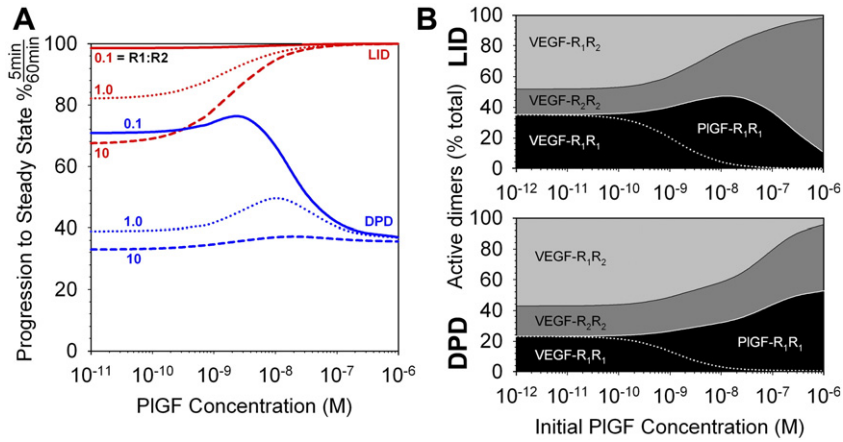 A
Progression to Steady State % 5min/60min
100
80
60
40
20
0
0.1 = R1:R2
LID
1.0
0.1
10
1.0
DPD
10
10-11 10-10 10-9 10-8 10-7 10-6
PlGF Concentration (M)
B
LID
Active dimers (% total)
100
80
60
40
20
0
VEGF-R1R2
VEGF-R2R2
VEGF-R1R1
PlGF-R1R1
10-12 10-11 10-10 10-9 10-8 10-7 10-6
DPD
100
80
60
40
20
0
VEGF-R1R2
VEGF-R2R2
VEGF-R1R1
PlGF-R1R1
10-12 10-11 10-10 10-9 10-8 10-7 10-6
Initial PlGF Concentration (M)